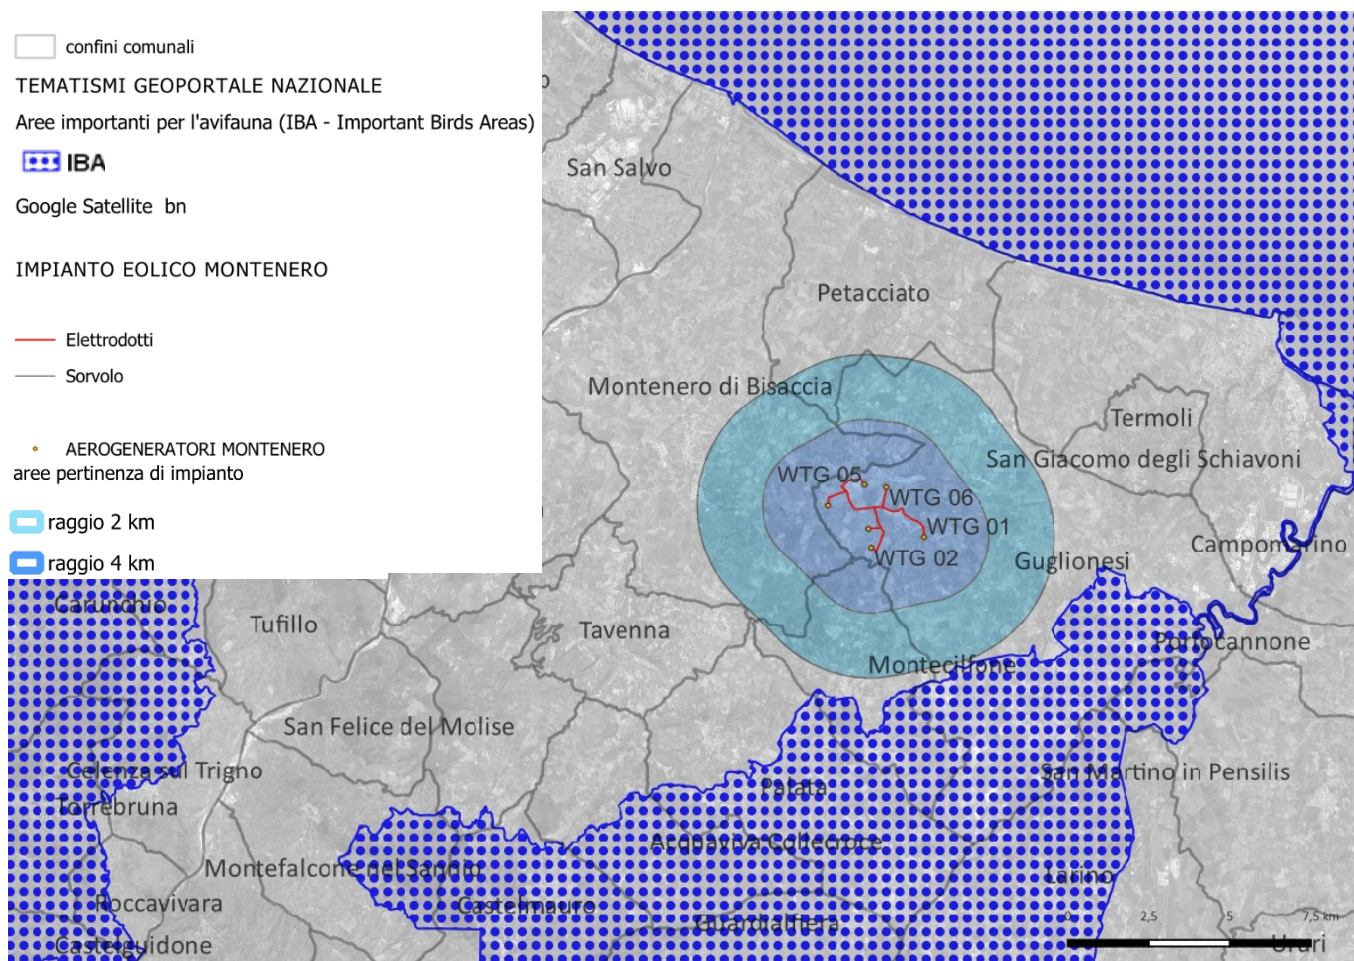 confini comunali
TEMATISMI GEOPORTALE NAZIONALE
Aree importanti per l'avifauna (IBA - Important Birds Areas)
IBA
Google Satellite bn
IMPIANTO EOLICO MONTENERO
Elettrodotti
Sorvolo
AEROGENERATORI MONTENERO
aree pertinenza di impianto
raggio 2 km
raggio 4 km
o
San Salvo
Petacciato
Montenero di Bisaccia
Termoli
San Giacomo degli Schiavoni
WTG 05
WTG 06
WTG 01
WTG 02
Campomarino
Guglionesi
Carunchio
Tufillo
Tavenna
Portocannone
Montecilfone
San Felice del Molise
Celenza sul Trigno
San Martino in Pensilis
Torrebruna
Palata
Acquaviva Collecroce
Montefalcone nel Sannio
Larino
Roccavivara
Castelmauro
Guardialfiera
Castelguidone
Ururi
0 2,5 5 7,5 km